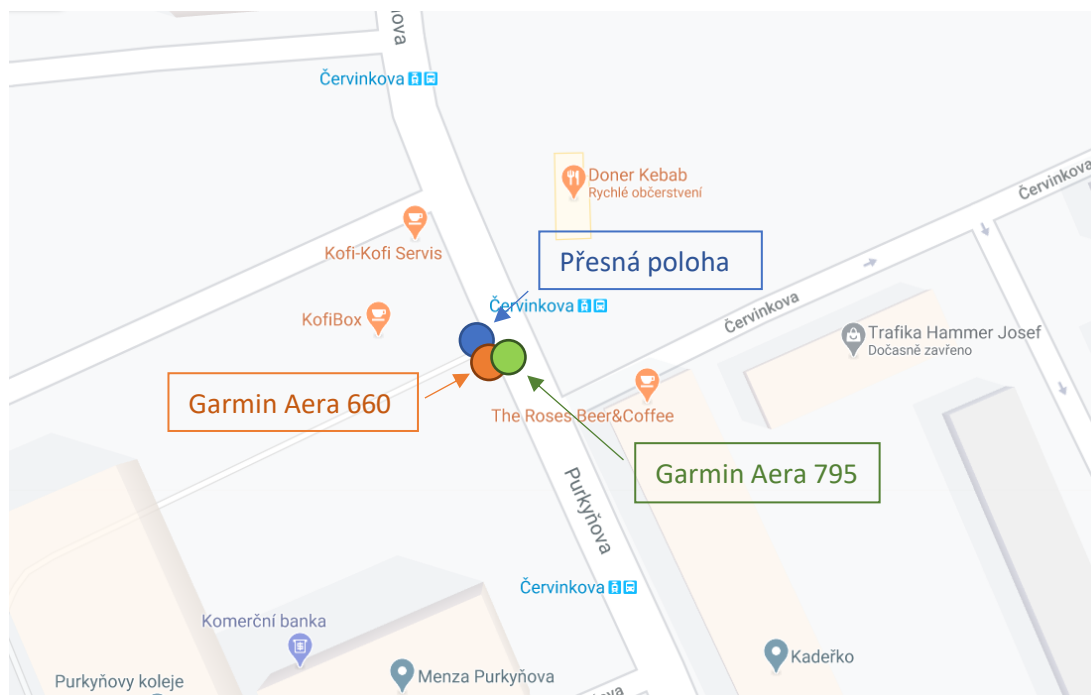 nova
Červinkova
Doner Kebab
Rychlé občerstvení
Červinkova
Kofi-Kofi Servis
Přesná poloha
Červinkova
KofiBox
Červinkova
Trafika Hammer Josef
Dočasně zavřeno
Garmin Aera 660
The Roses Beer&Coffee
Garmin Aera 795
Purkyňova
Červinkova
Komerční banka
Kadeřko
Menza Purkyňova
Purkyňovy koleje